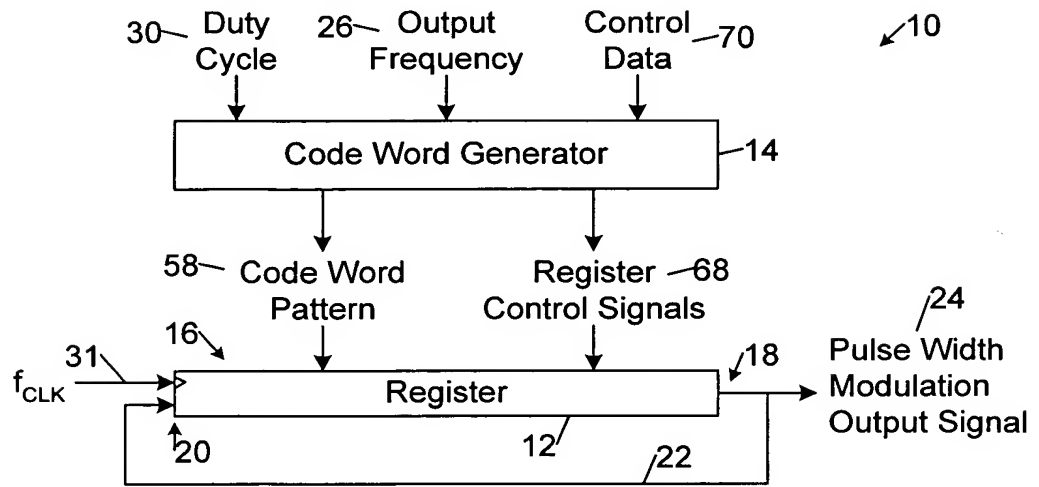 30
Duty
Cycle
26
Output
Frequency
Control
Data
70
10
Code Word Generator
14
58
Code Word
Pattern
Register
Control Signals
68
24
Pulse Width
Modulation
Output Signal
16
18
31
fCLK
Register
20
12
22